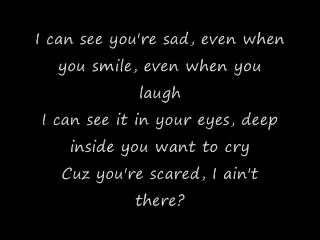 I can see you're sad, even when
you smile, even when you
laugh
I can see it in your eyes, deep
inside you want to cry
Cuz you're scared, I ain't
there?